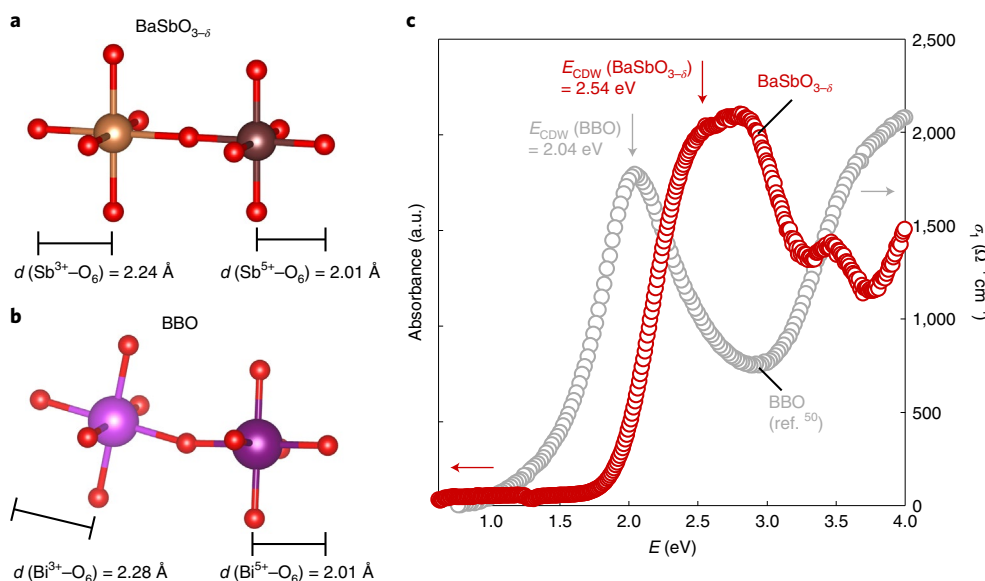 a
BaSbO3–δ
d (Sb3+–O6) = 2.24 Å
d (Sb5+–O6) = 2.01 Å
b
BBO
d (Bi3+–O6) = 2.28 Å
d (Bi5+–O6) = 2.01 Å
c
ECDW (BaSbO3–δ)
= 2.54 eV
BaSbO3–δ
ECDW (BBO)
= 2.04 eV
BBO
(ref. 50)
Absorbance (a.u.)
2,500
2,000
1,500
1,000
500
0
1.0 1.5 2.0 2.5 3.0 3.5 4.0
E (eV)